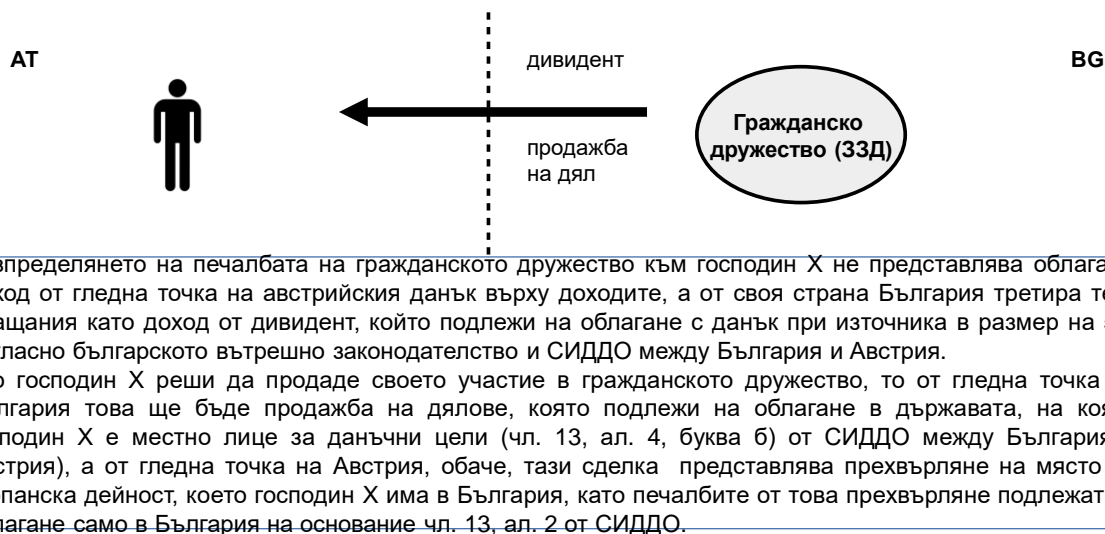 AT
дивидент
BG
Гражданско
дружество (ЗЗД)
продажба
на дял
зпределянето на печалбата на гражданското дружество към господин Х не представлява облага
ход от гледна точка на австрийския данък върху доходите, а от своя страна България третира те
ащания като доход от дивидент, който подлежи на облагане с данък при източника в размер на
гласно българското вътрешно законодателство и СИДДО между България и Австрия.
о господин Х реши да продаде своето участие в гражданското дружество, то от гледна точка
лгария това ще бъде продажба на дялове, която подлежи на облагане в държавата, на коя
сподин Х е местно лице за данъчни цели (чл. 13, ал. 4, буква б) от СИДДО между България
стрия), а от гледна точка на Австрия, обаче, тази сделка представлява прехвърляне на място
опанска дейност, което господин Х има в България, като печалбите от това прехвърляне подлежат
лагане само в България на основание чл. 13, ал. 2 от СИДДО.